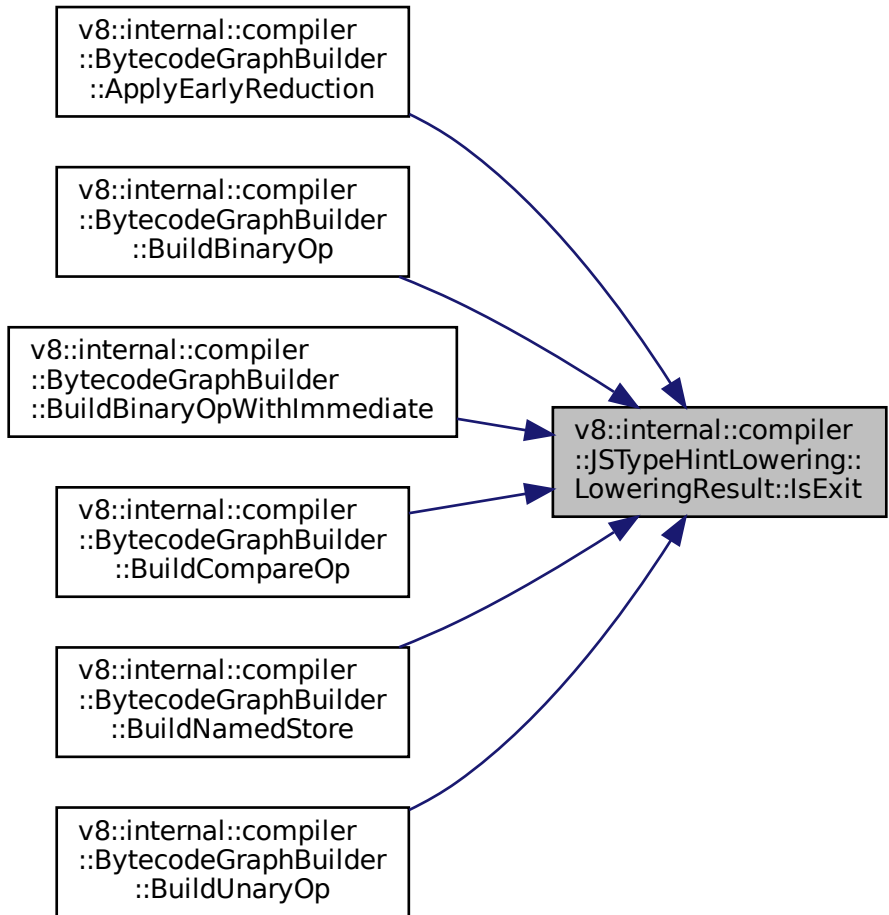 v8::internal::compiler
::BytecodeGraphBuilder
::ApplyEarlyReduction
v8::internal::compiler
::BytecodeGraphBuilder
::BuildBinaryOp
v8::internal::compiler
::BytecodeGraphBuilder
::BuildBinaryOpWithImmediate
v8::internal::compiler
::JSTypeHintLowering::
LoweringResult::IsExit
v8::internal::compiler
::BytecodeGraphBuilder
::BuildCompareOp
v8::internal::compiler
::BytecodeGraphBuilder
::BuildNamedStore
v8::internal::compiler
::BytecodeGraphBuilder
::BuildUnaryOp